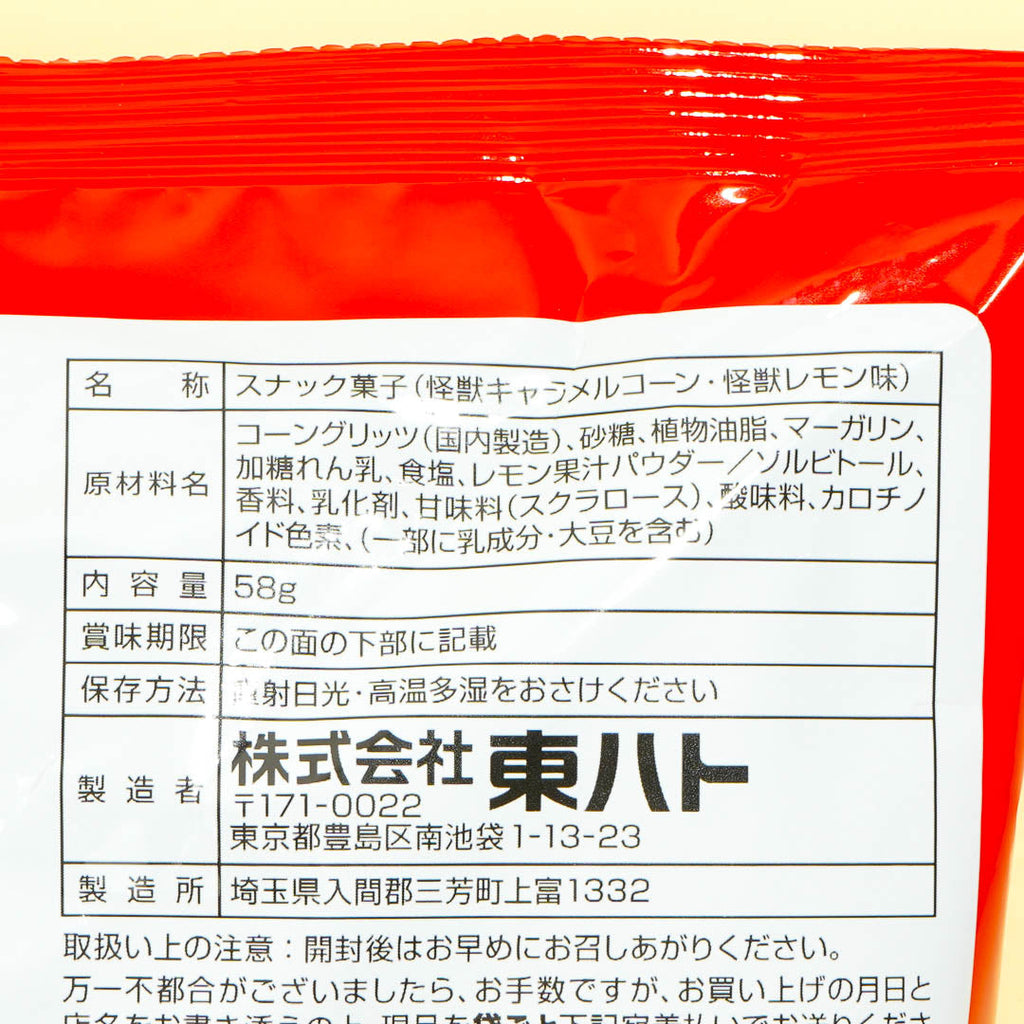 名称 スナック菓子(怪獣キャラメルコーン・怪獣レモン味)
原材料名 コーングリッツ(国内製造)、砂糖、植物油脂、マーガリン、
加糖れん乳、食塩、レモン果汁パウダー/ソルビトール、
香料、乳化剤、甘味料(スクラロース)、酸味料、カロチノ
イド色素、(一部に乳成分・大豆を含む)
内容量 58g
賞味期限 この面の下部に記載
保存方法 直射日光・高温多湿をおさけください
製造者 株式会社東ハト
〒171-0022
東京都豊島区南池袋1-13-23
製造所 埼玉県入間郡三芳町上富1332
取扱い上の注意:開封後はお早めにお召しあがりください。
万一不都合がございましたら、お手数ですが、お買い上げの月日と